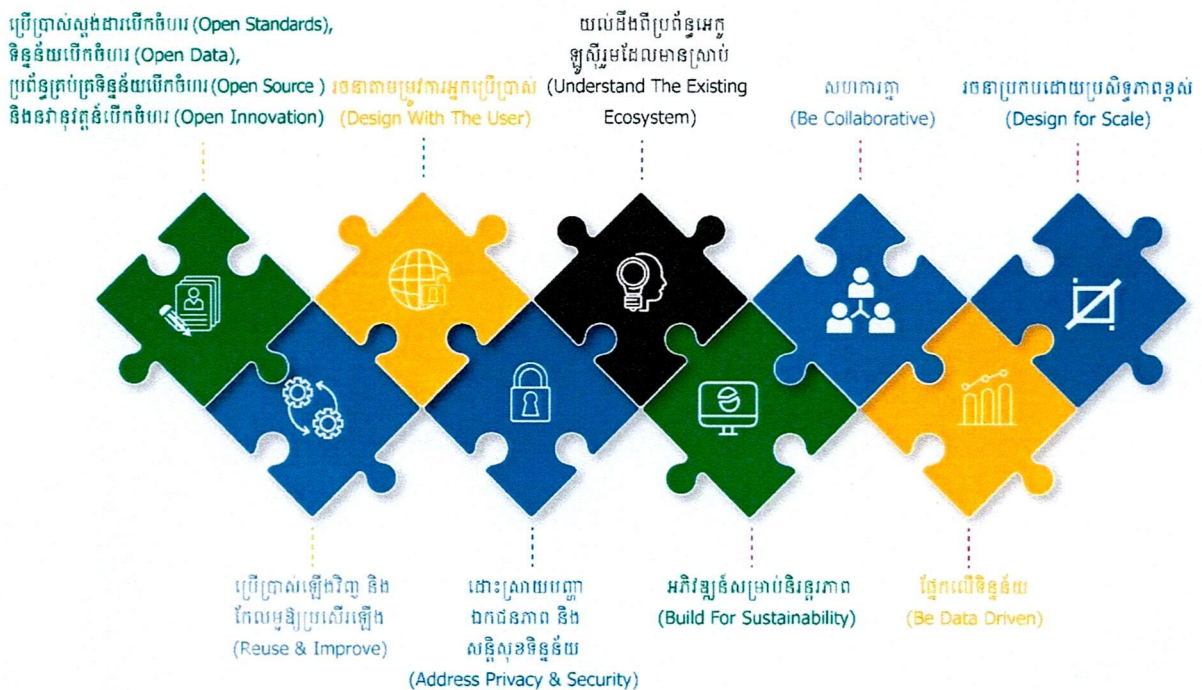 ប្រើប្រាស់ស្តង់ដារបើកចំហរ (Open Standards),
ទិន្នន័យបើកចំហរ (Open Data),
ប្រព័ន្ធគ្រប់គ្រទិន្នន័យបើកចំហរ(Open Source )
និងនវានុវត្តន៍បើកចំហរ (Open Innovation)
រចនាតាមម្រូវការអ្នកប្រើប្រាស់
(Design With The User)
យល់ដឹងពីប្រព័ន្ធអេកូ
ឡូស៊ីរួមដែលមានស្រាប់
(Understand The Existing
Ecosystem)
សហការគ្នា
(Be Collaborative)
រចនាប្រកបដោយប្រសិទ្ធភាពខ្ពស់
(Design for Scale)
ប្រើប្រាស់ឡើងវិញ និង
កែលម្អឱ្យប្រសើរឡើង
(Reuse & Improve)
ដោះស្រាយបញ្ហា
ឯកជនភាព និង
សន្តិសុខទិន្នន័យ
(Address Privacy & Security)
អភិវឌ្ឍន៍សម្រាប់និរន្តរភាព
(Build For Sustainability)
ផ្អែកលើទិន្នន័យ
(Be Data Driven)